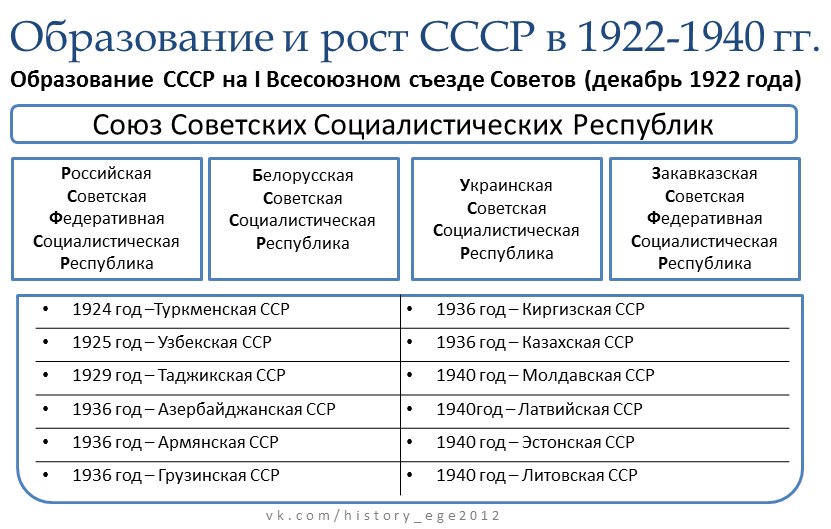 Образование и рост СССР в 1922-1940 гг.
Образование СССР на I Всесоюзном съезде Советов (декабрь 1922 года)
Союз Советских Социалистических Республик
Российская
Советская
Федеративная
Социалистическая
Республика
Белорусская
Советская
Социалистическая
Республика
Украинская
Советская
Социалистическая
Республика
Закавказская
Советская
Федеративная
Социалистическая
Республика
• 1924 год –Туркменская ССР
• 1925 год – Узбекская ССР
• 1929 год – Таджикская ССР
• 1936 год – Азербайджанская ССР
• 1936 год – Армянская ССР
• 1936 год – Грузинская ССР
• 1936 год – Киргизская ССР
• 1936 год – Казахская ССР
• 1940 год – Молдавская ССР
• 1940год – Латвийская ССР
• 1940 год – Эстонская ССР
• 1940 год – Литовская ССР
vk.com/history_ege2012